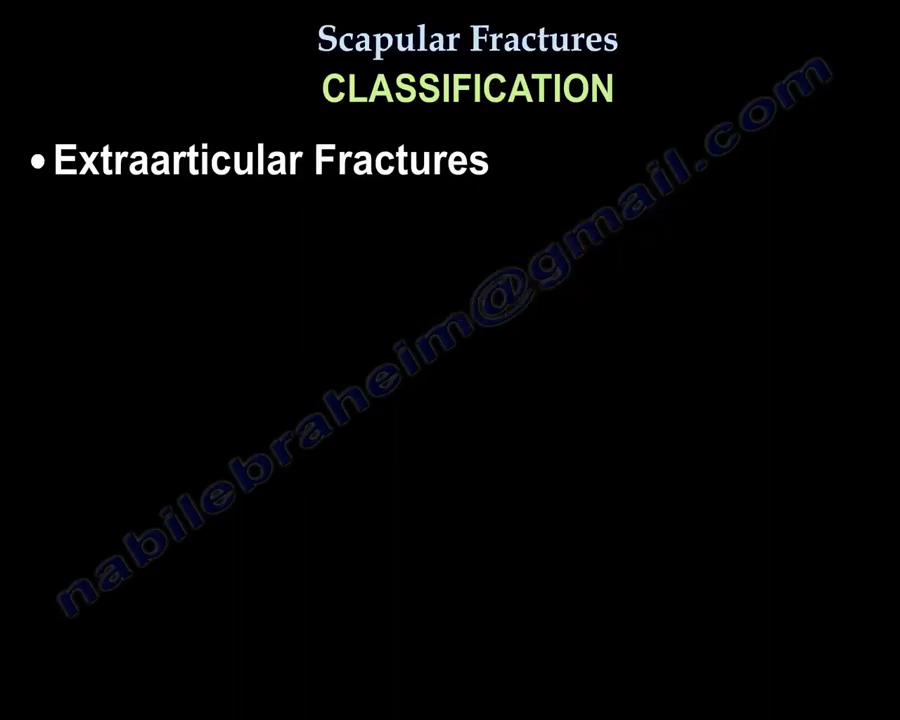 Scapular Fractures
CLASSIFICATION
• Extraarticular Fractures
nabilebraheim@gmail.com